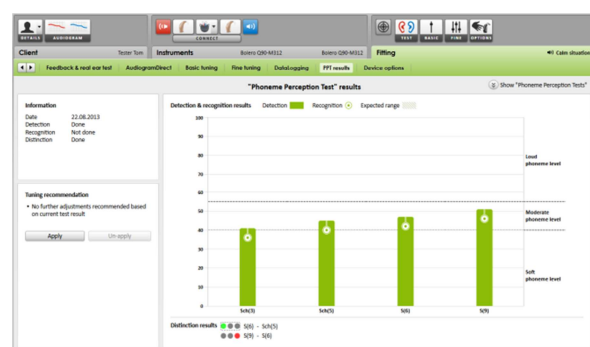 DETAILS AUDIOGRAM CONNECT TEST BASIC FINE OPTIONS
Client Tester Tom Instruments Bolero Q90-M312 Bolero Q90-M312 Fitting Calm situation
Feedback & real ear test AudiogramDirect Basic tuning Fine tuning DataLogging PPT results Device options
"Phoneme Perception Test" results
Show "Phoneme Perception Tests"
Information
Date 22.08.2013
Detection Done
Recognition Not done
Distinction Done
Tuning recommendation
• No further adjustments recommended based
on current test result
Apply Un-apply
Detection & recognition results Detection Recognition Expected range
100
90
80
70
60
50
40
30
20
10
0
Loud
phoneme level
Moderate
phoneme level
Soft
phoneme level
Sch(3) Sch(5) S(6) S(9)
Distinction results S(6) - Sch(5)
S(9) - S(6)